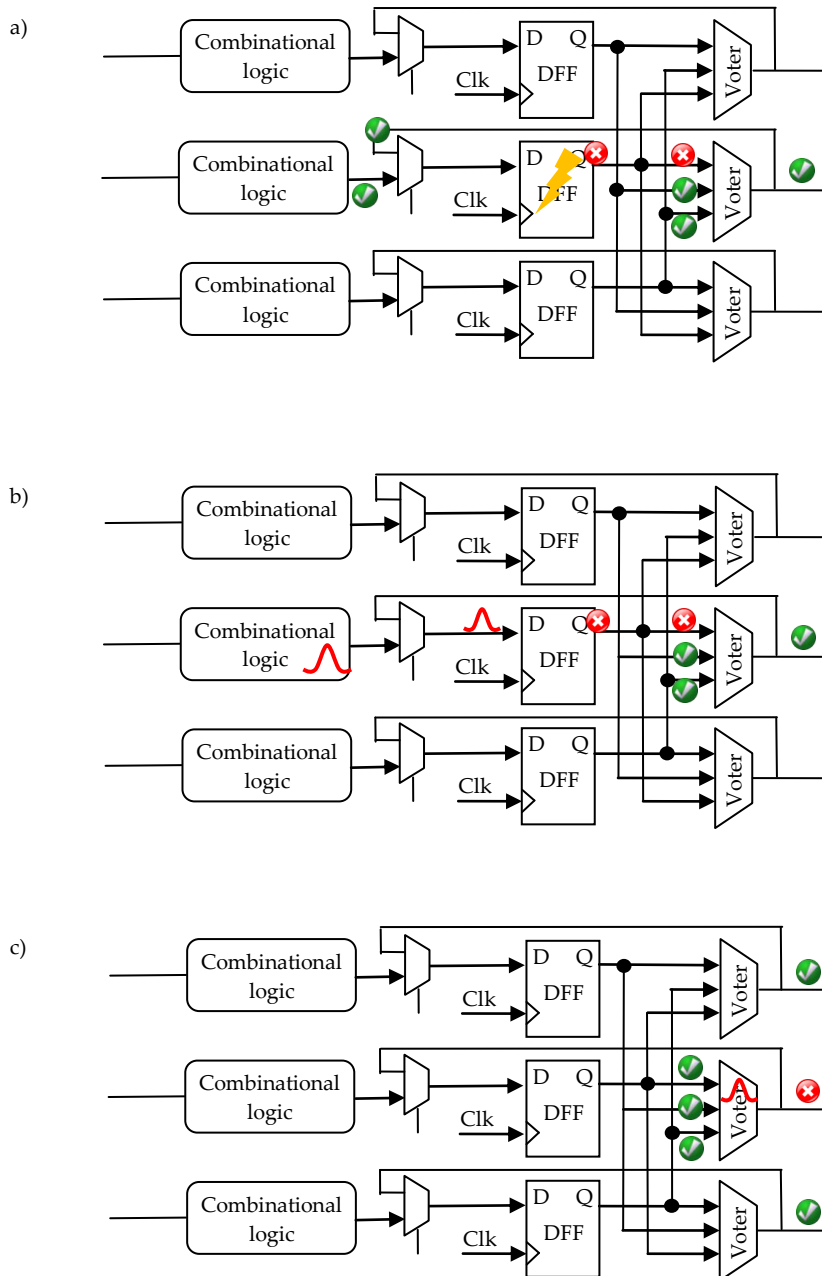 a)
Combinational
logic
D Q
DFF
Clk
Voter
Combinational
logic
D Q
DFF
Clk
Voter
Combinational
logic
D Q
DFF
Clk
Voter
b)
Combinational
logic
D Q
DFF
Clk
Voter
Combinational
logic
D Q
DFF
Clk
Voter
Combinational
logic
D Q
DFF
Clk
Voter
c)
Combinational
logic
D Q
DFF
Clk
Voter
Combinational
logic
D Q
DFF
Clk
Voter
Combinational
logic
D Q
DFF
Clk
Voter